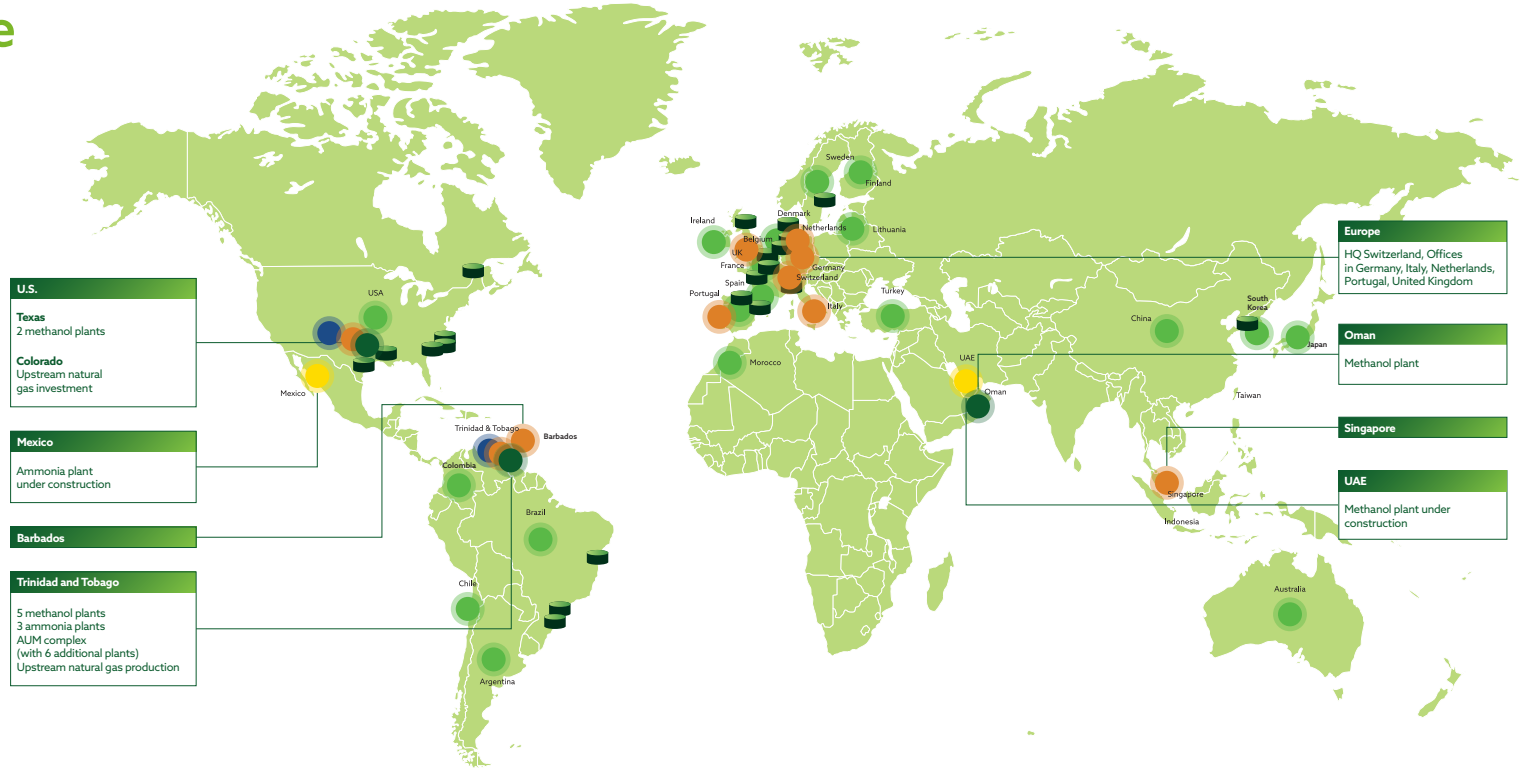 e
U.S.
Texas
2 methanol plants
Colorado
Upstream natural
gas investment
Mexico
Ammonia plant
under construction
Barbados
Trinidad and Tobago
5 methanol plants
3 ammonia plants
AUM complex
(with 6 additional plants)
Upstream natural gas production
USA
Mexico
Trinidad & Tobago
Barbados
Colombia
Brazil
Chile
Argentina
Sweden
Finland
Ireland
Denmark
Netherlands
Lithuania
Belgium
UK
France
Germany
Switzerland
Spain
Portugal
Italy
Turkey
Morocco
UAE
Oman
China
South
Korea
Japan
Taiwan
Singapore
Indonesia
Australia
Europe
HQ Switzerland, Offices
in Germany, Italy, Netherlands,
Portugal, United Kingdom
Oman
Methanol plant
Singapore
UAE
Methanol plant under
construction